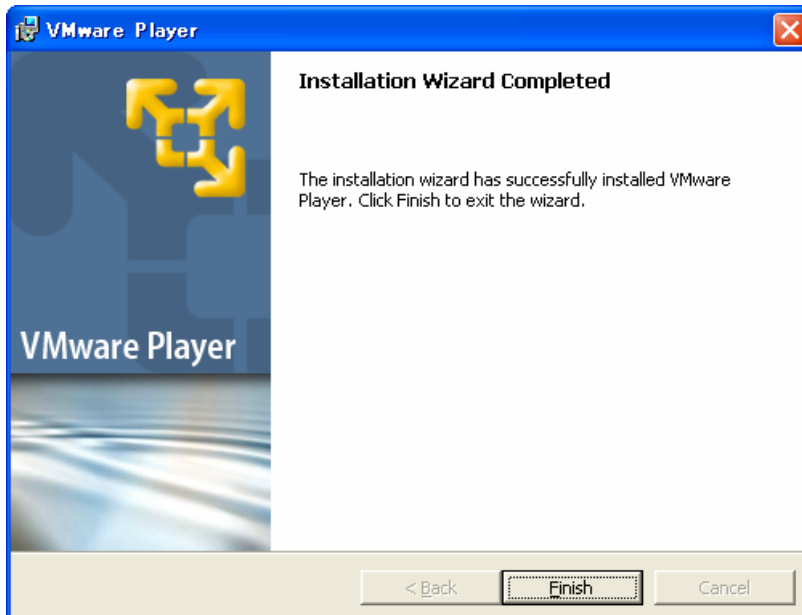 VMware Player
Installation Wizard Completed
The installation wizard has successfully installed VMware
Player. Click Finish to exit the wizard.
VMware Player
< Back
Finish
Cancel